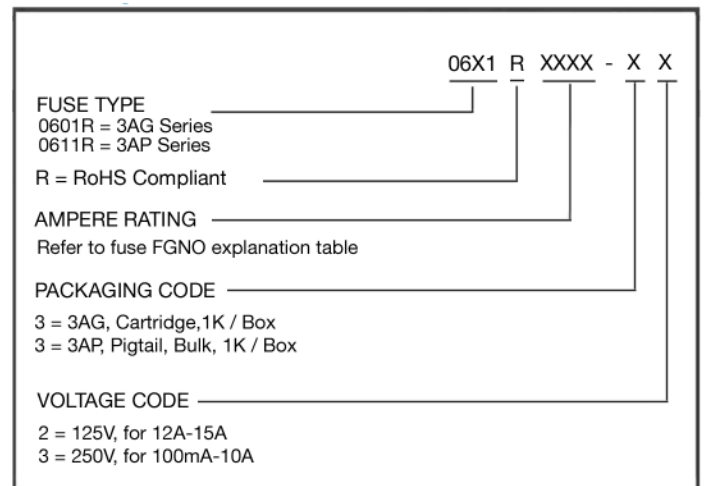 06X1 R XXXX - X X
FUSE TYPE
0601R = 3AG Series
0611R = 3AP Series
R = RoHS Compliant
AMPERE RATING
Refer to fuse FGNO explanation table
PACKAGING CODE
3 = 3AG, Cartridge,1K / Box
3 = 3AP, Pigtail, Bulk, 1K / Box
VOLTAGE CODE
2 = 125V, for 12A-15A
3 = 250V, for 100mA-10A